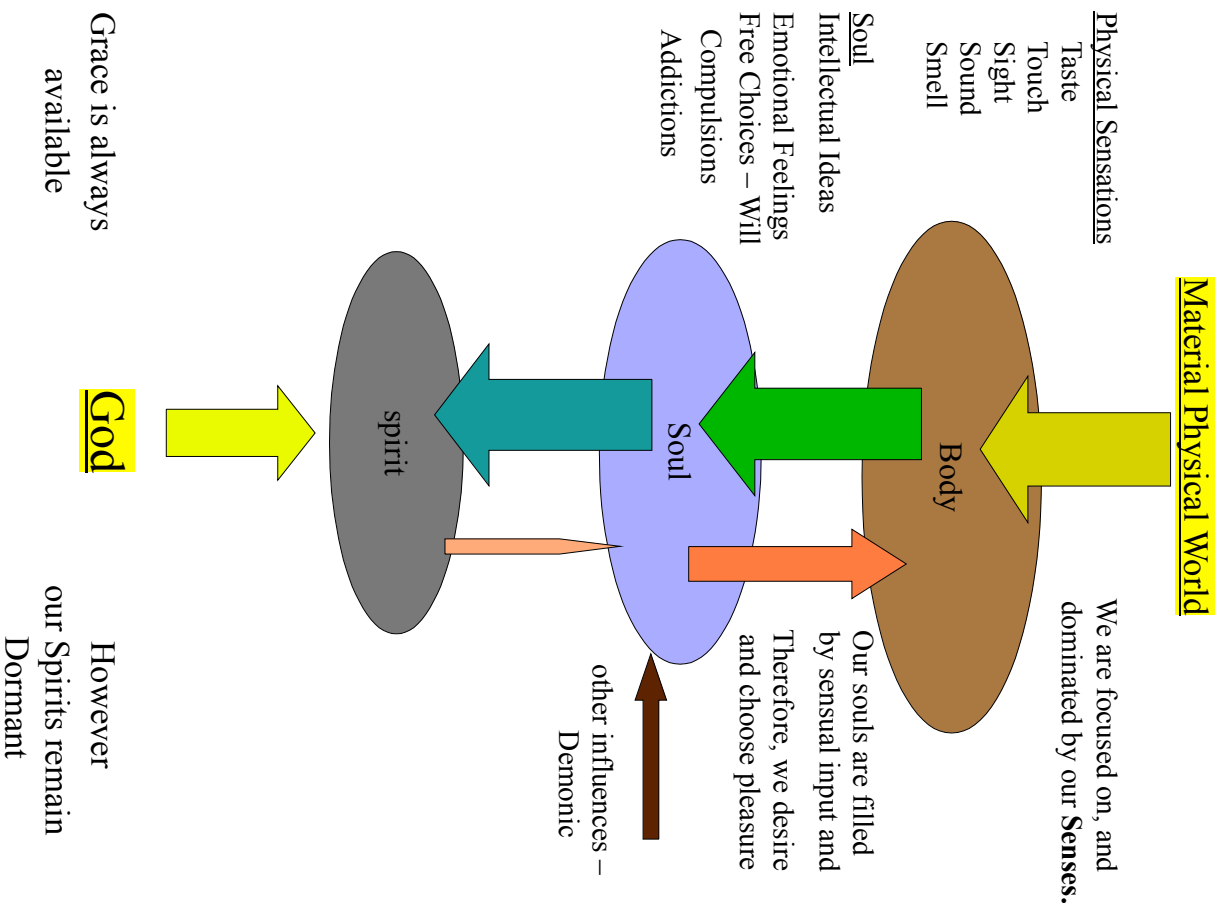 Material Physical World
Physical Sensations
Taste
Touch
Sight
Sound
Smell
We are focused on, and
dominated by our Senses.
Body
Soul
Intellectual Ideas
Emotional Feelings
Free Choices – Will
Compulsions
Addictions
Our souls are filled
by sensual input and
Therefore, we desire
and choose pleasure
Soul
other influences –
Demonic
spirit
Grace is always
available
God
However
our Spirits remain
Dormant